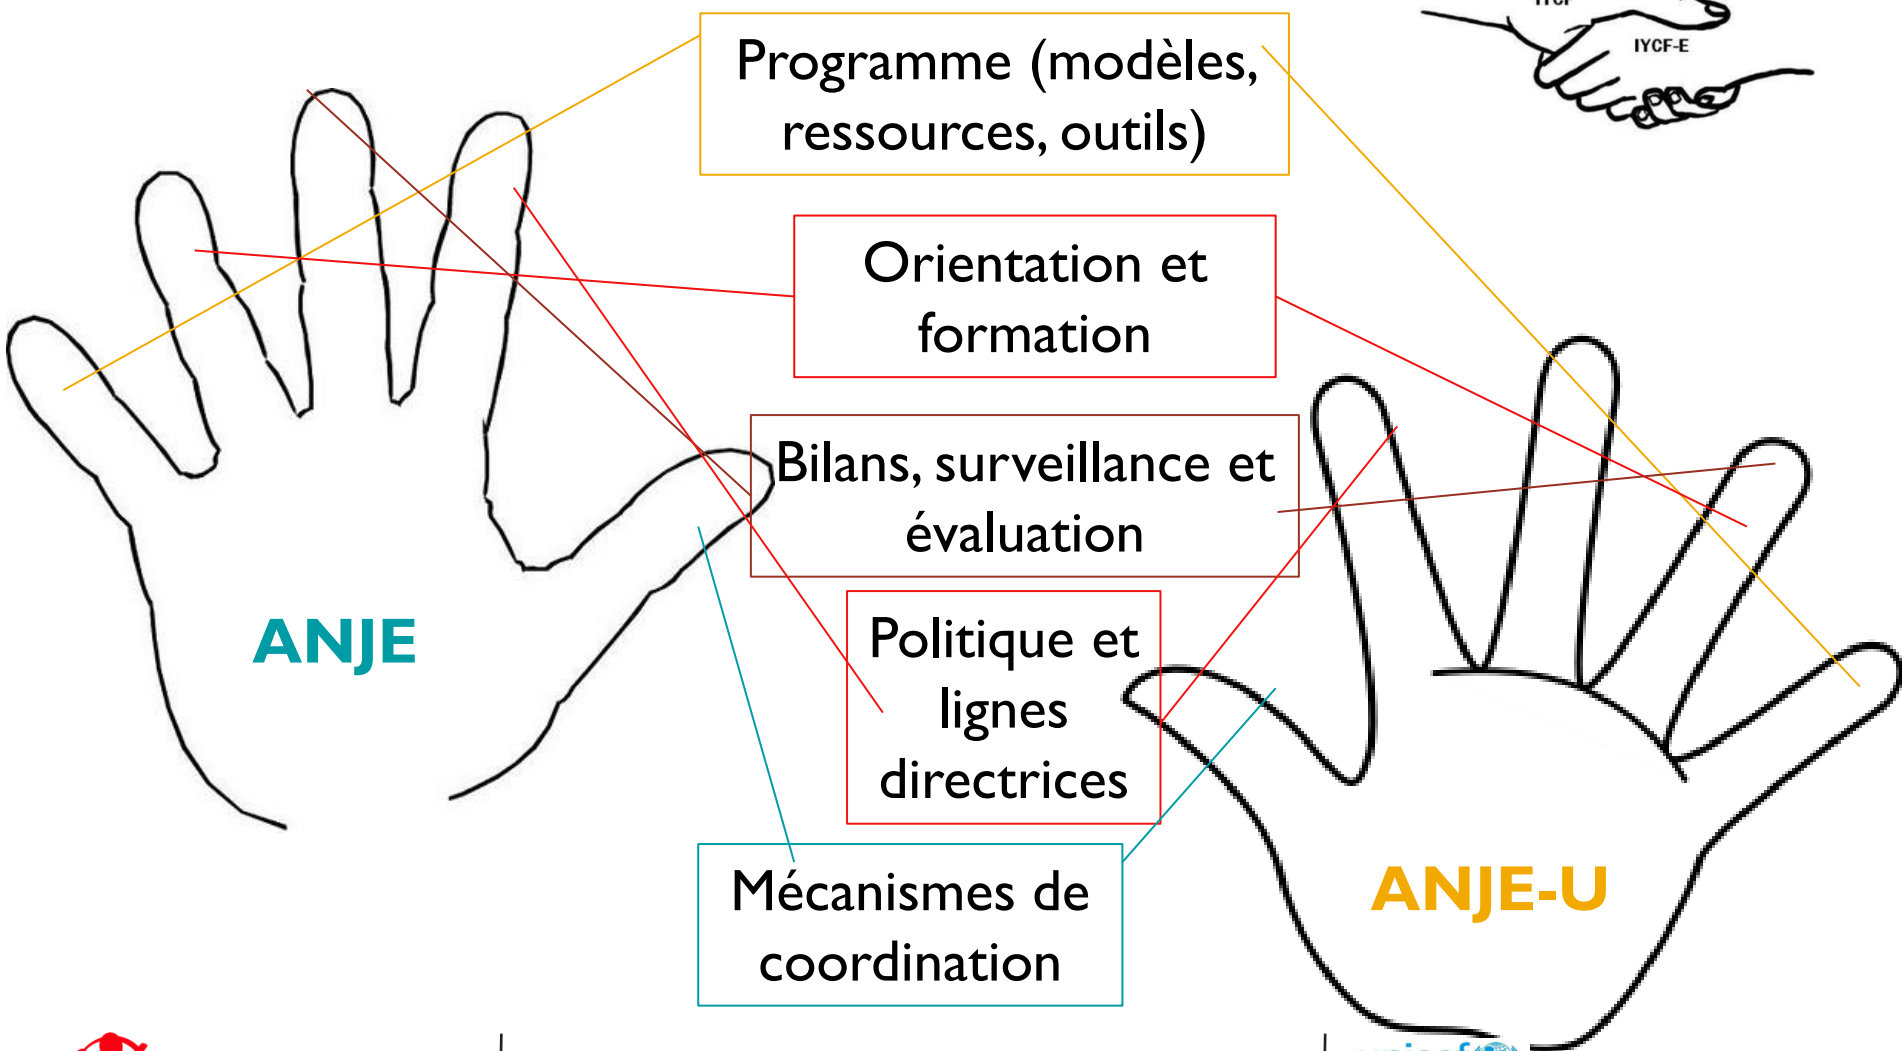 IYCF-E
Programme (modèles,
ressources, outils)
Orientation et
formation
Bilans, surveillance et
évaluation
Politique et
lignes
directrices
Mécanismes de
coordination
ANJE
ANJE-U